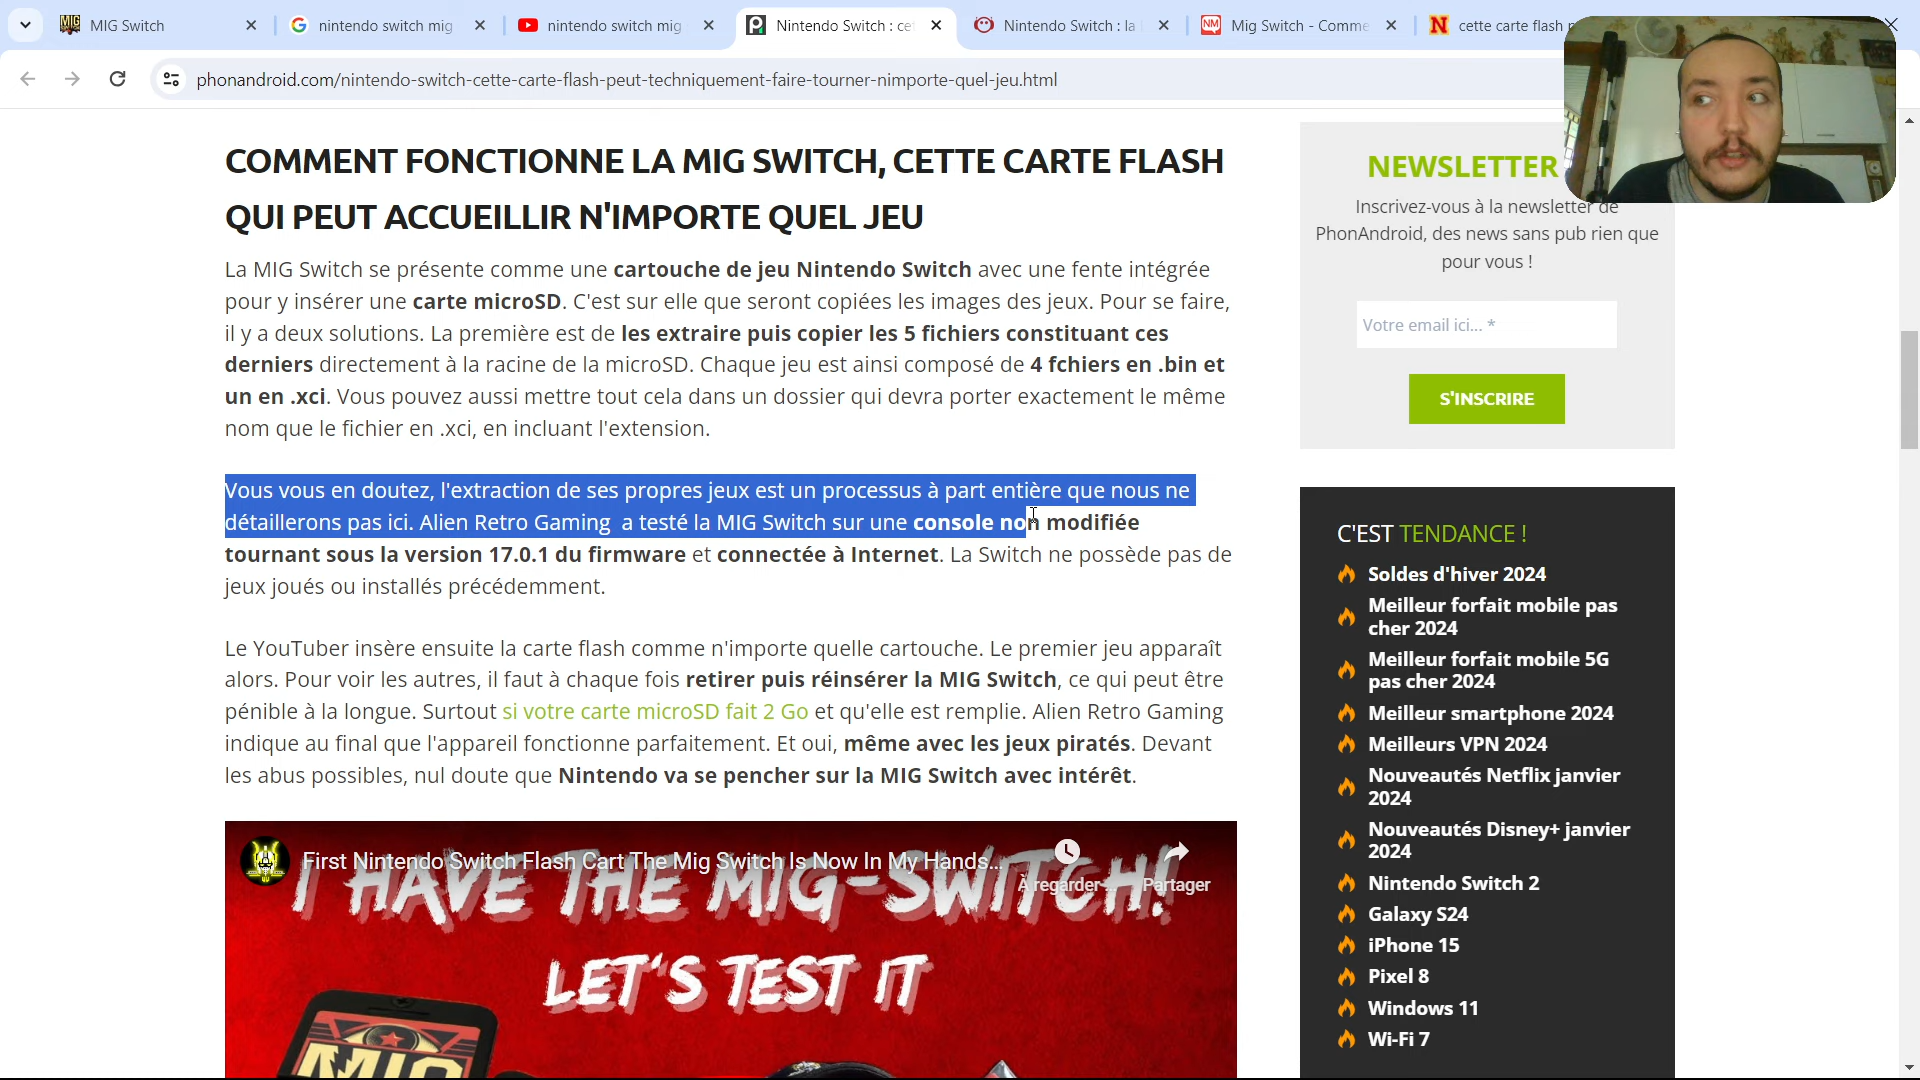 MIG Switch
nintendo switch mig
nintendo switch mig
Nintendo Switch : ce
Nintendo Switch : la
NM
Mig Switch - Comme
N
cette carte flash
phonandroid.com/nintendo-switch-cette-carte-flash-peut-techniquement-faire-tourner-nimporte-quel-jeu.html
COMMENT FONCTIONNE LA MIG SWITCH, CETTE CARTE FLASH
QUI PEUT ACCUEILLIR N'IMPORTE QUEL JEU
La MIG Switch se présente comme une cartouche de jeu Nintendo Switch avec une fente intégrée
pour y insérer une carte microSD. C'est sur elle que seront copiées les images des jeux. Pour se faire,
il y a deux solutions. La première est de les extraire puis copier les 5 fichiers constituant ces
derniers directement à la racine de la microSD. Chaque jeu est ainsi composé de 4 fchiers en .bin et
un en .xci. Vous pouvez aussi mettre tout cela dans un dossier qui devra porter exactement le même
nom que le fichier en .xci, en incluant l'extension.
Vous vous en doutez, l'extraction de ses propres jeux est un processus à part entière que nous ne
détaillerons pas ici. Alien Retro Gaming a testé la MIG Switch sur une console non modifiée
tournant sous la version 17.0.1 du firmware et connectée à Internet. La Switch ne possède pas de
jeux joués ou installés précédemment.
Le YouTuber insère ensuite la carte flash comme n'importe quelle cartouche. Le premier jeu apparaît
alors. Pour voir les autres, il faut à chaque fois retirer puis réinsérer la MIG Switch, ce qui peut être
pénible à la longue. Surtout si votre carte microSD fait 2 Go et qu'elle est remplie. Alien Retro Gaming
indique au final que l'appareil fonctionne parfaitement. Et oui, même avec les jeux piratés. Devant
les abus possibles, nul doute que Nintendo va se pencher sur la MIG Switch avec intérêt.
First Nintendo Switch Flash Cart The Mig Switch Is Now In My Hands...
À regarder ...
Partager
I HAVE THE MIG-SWITCH!
LET'S TEST IT
MIG
NEWSLETTER
Inscrivez-vous à la newsletter de
PhonAndroid, des news sans pub rien que
pour vous !
Votre email ici... *
S'INSCRIRE
C'EST TENDANCE !
Soldes d'hiver 2024
Meilleur forfait mobile pas
cher 2024
Meilleur forfait mobile 5G
pas cher 2024
Meilleur smartphone 2024
Meilleurs VPN 2024
Nouveautés Netflix janvier
2024
Nouveautés Disney+ janvier
2024
Nintendo Switch 2
Galaxy S24
iPhone 15
Pixel 8
Windows 11
Wi-Fi 7